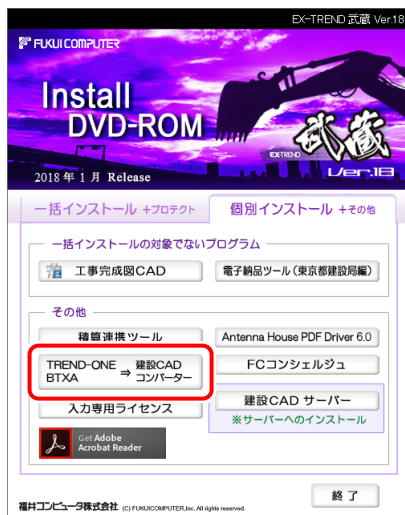 EX-TREND 武蔵 Ver.18
FUKUI COMPUTER
Install
DVD-ROM
EXTREND
武蔵
Ver.18
2018 年 1 月 Release
一括インストール +プロテクト
個別インストール +その他
一括インストールの対象でないプログラム
工事完成図CAD
電子納品ツール(東京都建設局編)
その他
積算連携ツール
Antenna House PDF Driver 6.0
TREND-ONE ⇒ 建設CAD
BTXA コンバーター
FCコンシェルジュ
入力専用ライセンス
建設CAD サーバー
※サーバーへのインストール
Get Adobe
Acrobat Reader
終 了
福井コンピュータ株式会社 (C) FUKUICOMPUTER,Inc. All rights reserved.